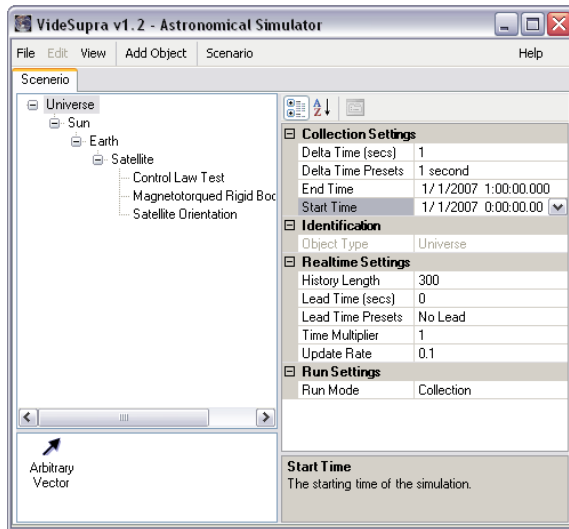 VideSupra v1.2 - Astronomical Simulator
File Edit View Add Object Scenario Help
Scenerio
Universe
Sun
Earth
Satellite
Control Law Test
Magnetotorqued Rigid Boc
Satellite Orientation
Collection Settings
Delta Time (secs) 1
Delta Time Presets 1 second
End Time 1/ 1/2007 1:00:00.000
Start Time 1/ 1/2007 0:00:00.00
Identification
Object Type Universe
Realtime Settings
History Length 300
Lead Time (secs) 0
Lead Time Presets No Lead
Time Multiplier 1
Update Rate 0.1
Run Settings
Run Mode Collection
Arbitrary
Vector
Start Time
The starting time of the simulation.